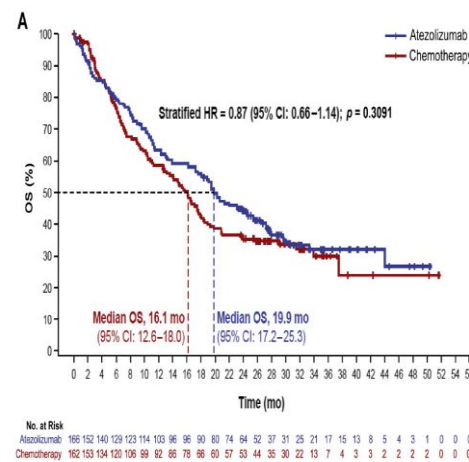 A
Atezolizumab
Chemotherapy
Stratified HR = 0.87 (95% CI: 0.66–1.14); p = 0.3091
OS (%)
100
90
80
70
60
50
40
30
20
10
0
Median OS, 16.1 mo
(95% CI: 12.6–18.0)
Median OS, 19.9 mo
(95% CI: 17.2–25.3)
0 2 4 6 8 10 12 14 16 18 20 22 24 26 28 30 32 34 36 38 40 42 44 46 48 50 52 54
Time (mo)
No. at Risk
Atezolizumab 166 152 140 129 123 114 103 96 96 90 80 74 64 52 37 31 25 21 17 15 13 8 5 4 3 1 0 0
Chemotherapy 162 153 134 120 106 99 92 86 78 66 60 57 53 44 35 30 22 13 7 4 3 3 2 2 2 2 0 0